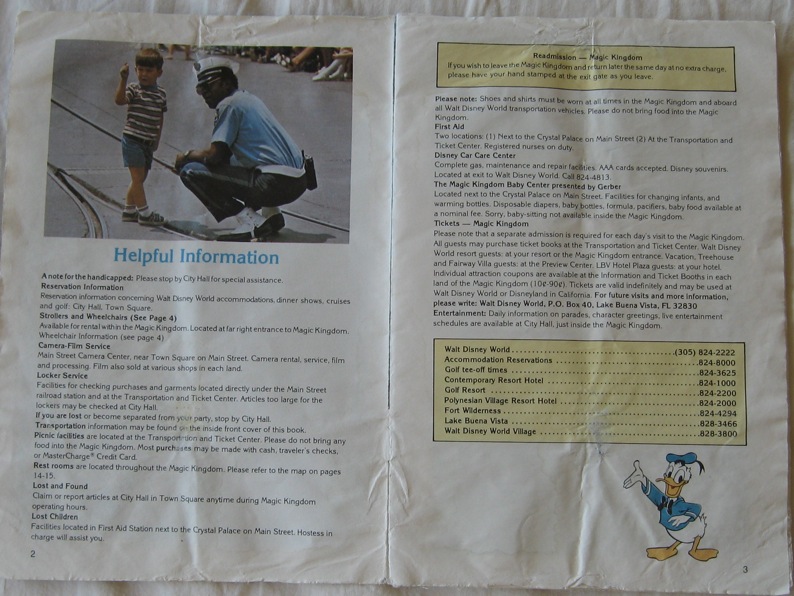 Helpful Information
A note for the handicapped: Please stop by City Hall for special assistance.
Reservation Information
Reservation information concerning Walt Disney World accommodations, dinner shows, cruises
and golf: City Hall, Town Square.
Strollers and Wheelchairs (See Page 4)
Available for rental within the Magic Kingdom. Located at far right entrance to Magic Kingdom.
Wheelchair Information (see page 4)
Camera-Film Service
Main Street Camera Center, near Town Square on Main Street. Camera rental, service, film
and processing. Film also sold at various shops in each land.
Locker Service
Facilities for checking purchases and garments located directly under the Main Street
railroad station and at the Transportation and Ticket Center. Articles too large for the
lockers may be checked at City Hall.
If you are lost or become separated from your party, stop by City Hall.
Transportation information may be found on the inside front cover of this book.
Picnic facilities are located at the Transportation and Ticket Center. Please do not bring any
food into the Magic Kingdom. Most purchases may be made with cash, traveler's checks,
or MasterCharge® Credit Card.
Rest rooms are located throughout the Magic Kingdom. Please refer to the map on pages
14-15.
Lost and Found
Claim or report articles at City Hall in Town Square anytime during Magic Kingdom
operating hours.
Lost Children
Facilities located in First Aid Station next to the Crystal Palace on Main Street. Hostess in
charge will assist you.
2
Readmission — Magic Kingdom
If you wish to leave the Magic Kingdom and return later the same day at no extra charge,
please have your hand stamped at the exit gate as you leave.
Please note: Shoes and shirts must be worn at all times in the Magic Kingdom and aboard
all Walt Disney World transportation vehicles. Please do not bring food into the Magic
Kingdom.
First Aid
Two locations: (1) Next to the Crystal Palace on Main Street (2) At the Transportation and
Ticket Center. Registered nurses on duty.
Disney Car Care Center
Complete gas, maintenance and repair facilities. AAA cards accepted. Disney souvenirs.
Located at exit to Walt Disney World. Call 824-4813.
The Magic Kingdom Baby Center presented by Gerber
Located next to the Crystal Palace on Main Street. Facilities for changing infants, and
warming bottles. Disposable diapers, baby bottles, formula, pacifiers, baby food available at
a nominal fee. Sorry, baby-sitting not available inside the Magic Kingdom.
Tickets — Magic Kingdom
Please note that a separate admission is required for each day's visit to the Magic Kingdom.
All guests may purchase ticket books at the Transportation and Ticket Center. Walt Disney
World resort guests: at your resort or the Magic Kingdom entrance. Vacation, Treehouse
and Fairway Villa guests: at the Preview Center. LBV Hotel Plaza guests: at your hotel.
Individual attraction coupons are available at the Information and Ticket Booths in each
land of the Magic Kingdom (10¢-90¢). Tickets are valid indefinitely and may be used at
Walt Disney World or Disneyland in California. For future visits and more information,
please write: Walt Disney World, P.O. Box 40, Lake Buena Vista, FL 32830
Entertainment: Daily information on parades, character greetings, live entertainment
schedules are available at City Hall, just inside the Magic Kingdom.
Walt Disney World (305) 824-2222
Accommodation Reservations 824-8000
Golf tee-off times 824-3625
Contemporary Resort Hotel 824-1000
Golf Resort 824-2200
Polynesian Village Resort Hotel 824-2000
Fort Wilderness 824-4294
Lake Buena Vista 828-3466
Walt Disney World Village 828-3800
3